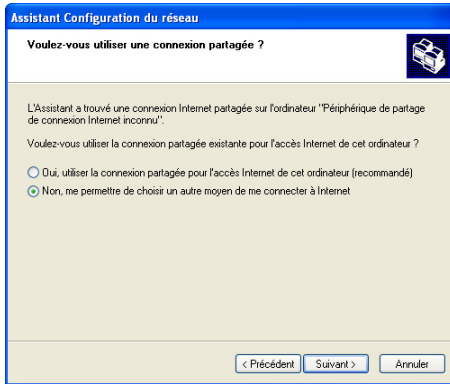 Assistant Configuration du réseau
Voulez-vous utiliser une connexion partagée ?
L'Assistant a trouvé une connexion Internet partagée sur l'ordinateur "Périphérique de partage
de connexion Internet inconnu".
Voulez-vous utiliser la connexion partagée existante pour l'accès Internet de cet ordinateur ?
Oui, utiliser la connexion partagée pour l'accès Internet de cet ordinateur (recommandé)
Non, me permettre de choisir un autre moyen de me connecter à Internet
< Précédent Suivant > Annuler